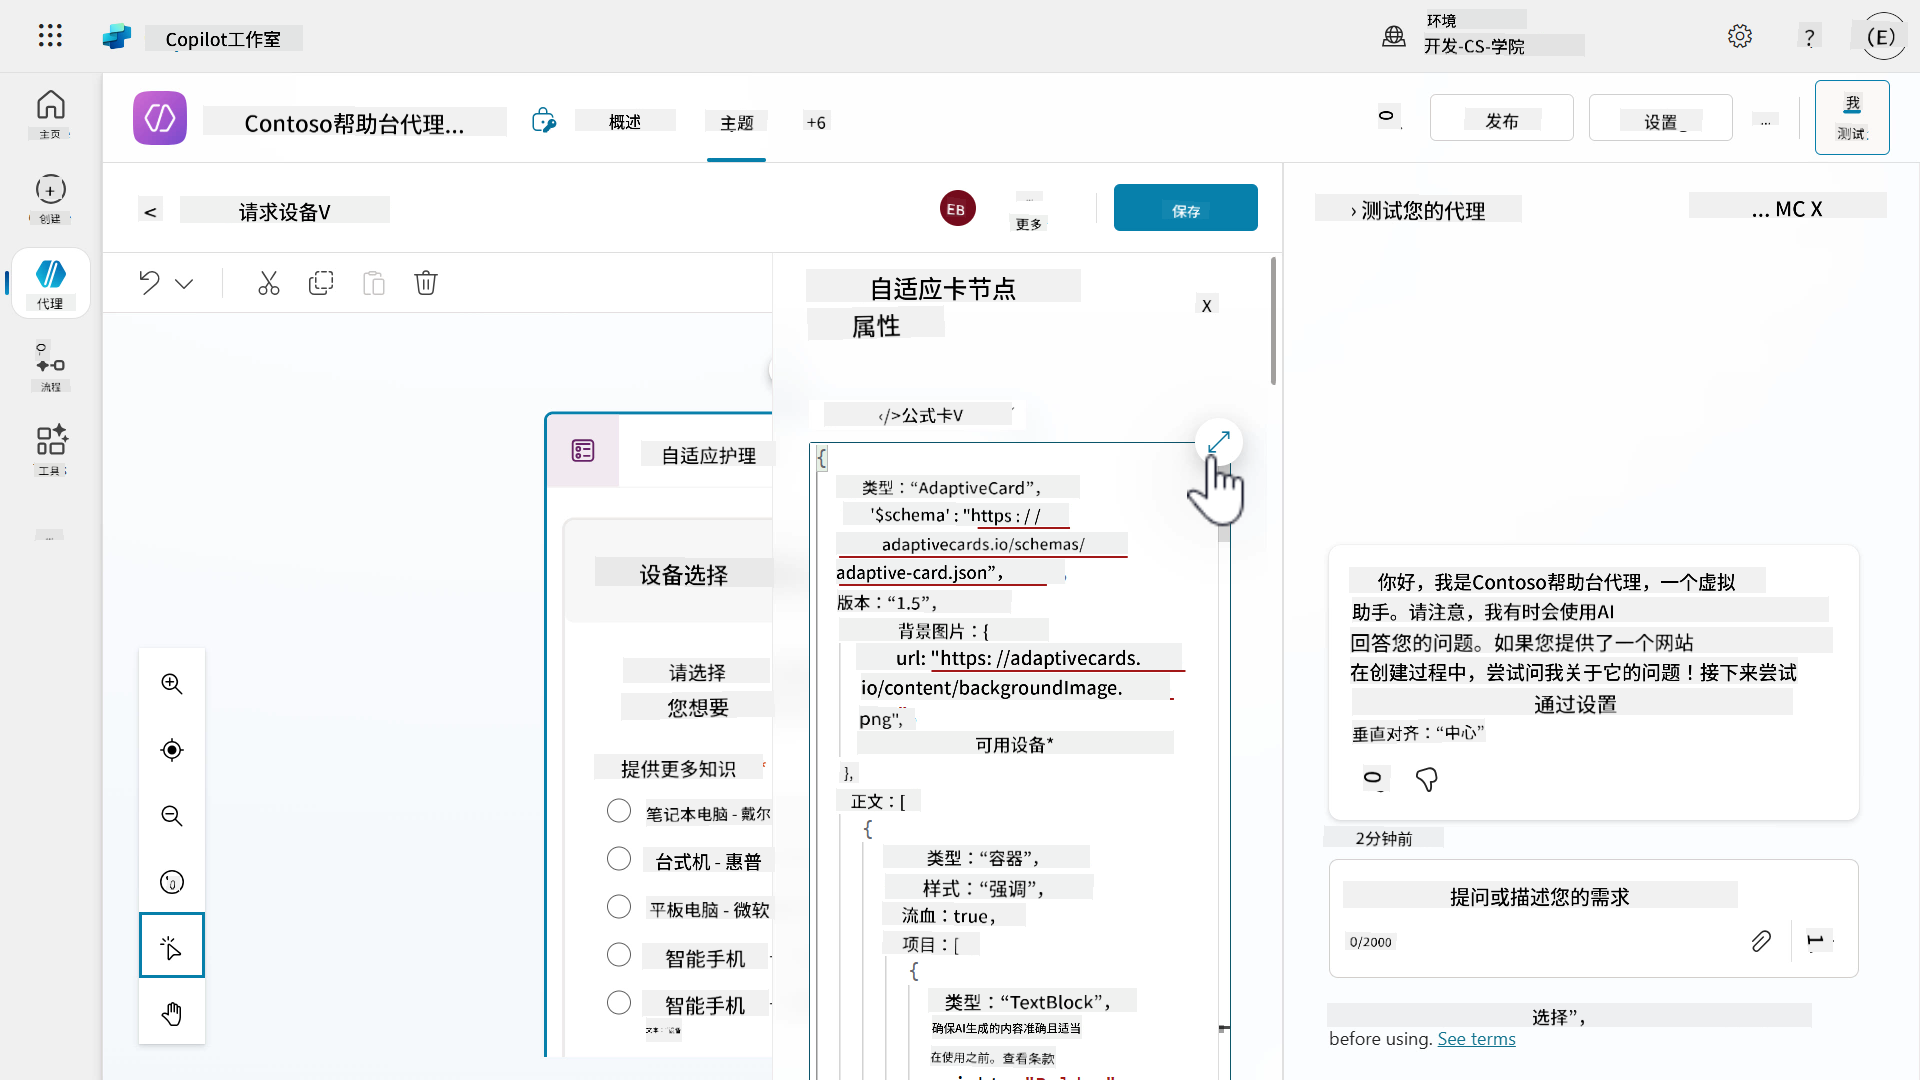 Copilot工作室
环境
开发-CS-学院
?
(E)
主页
创建
代理
流程
工具
Contoso帮助台代理...
概述
主题
+6
发布
设置
...
我
测试
<
请求设备V
EB
更多
保存
›测试您的代理
... MC X
自适应卡节点
属性
X
‹/>公式卡V
自适应护理
设备选择
请选择
您想要
提供更多知识
笔记本电脑 - 戴尔
台式机 - 惠普
平板电脑 - 微软
智能手机 -
智能手机 -
{
类型:“AdaptiveCard”,
'$schema' : "https : //
adaptivecards.io/schemas/
adaptive-card.json”,
版本:“1.5”,
背景图片:{
url: "https: //adaptivecards.
io/content/backgroundImage.
png",
可用设备*
},
正文:[
{
类型:“容器”,
样式:“强调”,
流血:true,
项目:[
{
类型:“TextBlock”,
确保AI生成的内容准确且适当
在使用之前。查看条款
你好,我是Contoso帮助台代理,一个虚拟
助手。请注意,我有时会使用AI
回答您的问题。如果您提供了一个网站
在创建过程中,尝试问我关于它的问题!接下来尝试
通过设置
垂直对齐:“中心”
2分钟前
提问或描述您的需求
0/2000
选择”,
before using. See terms